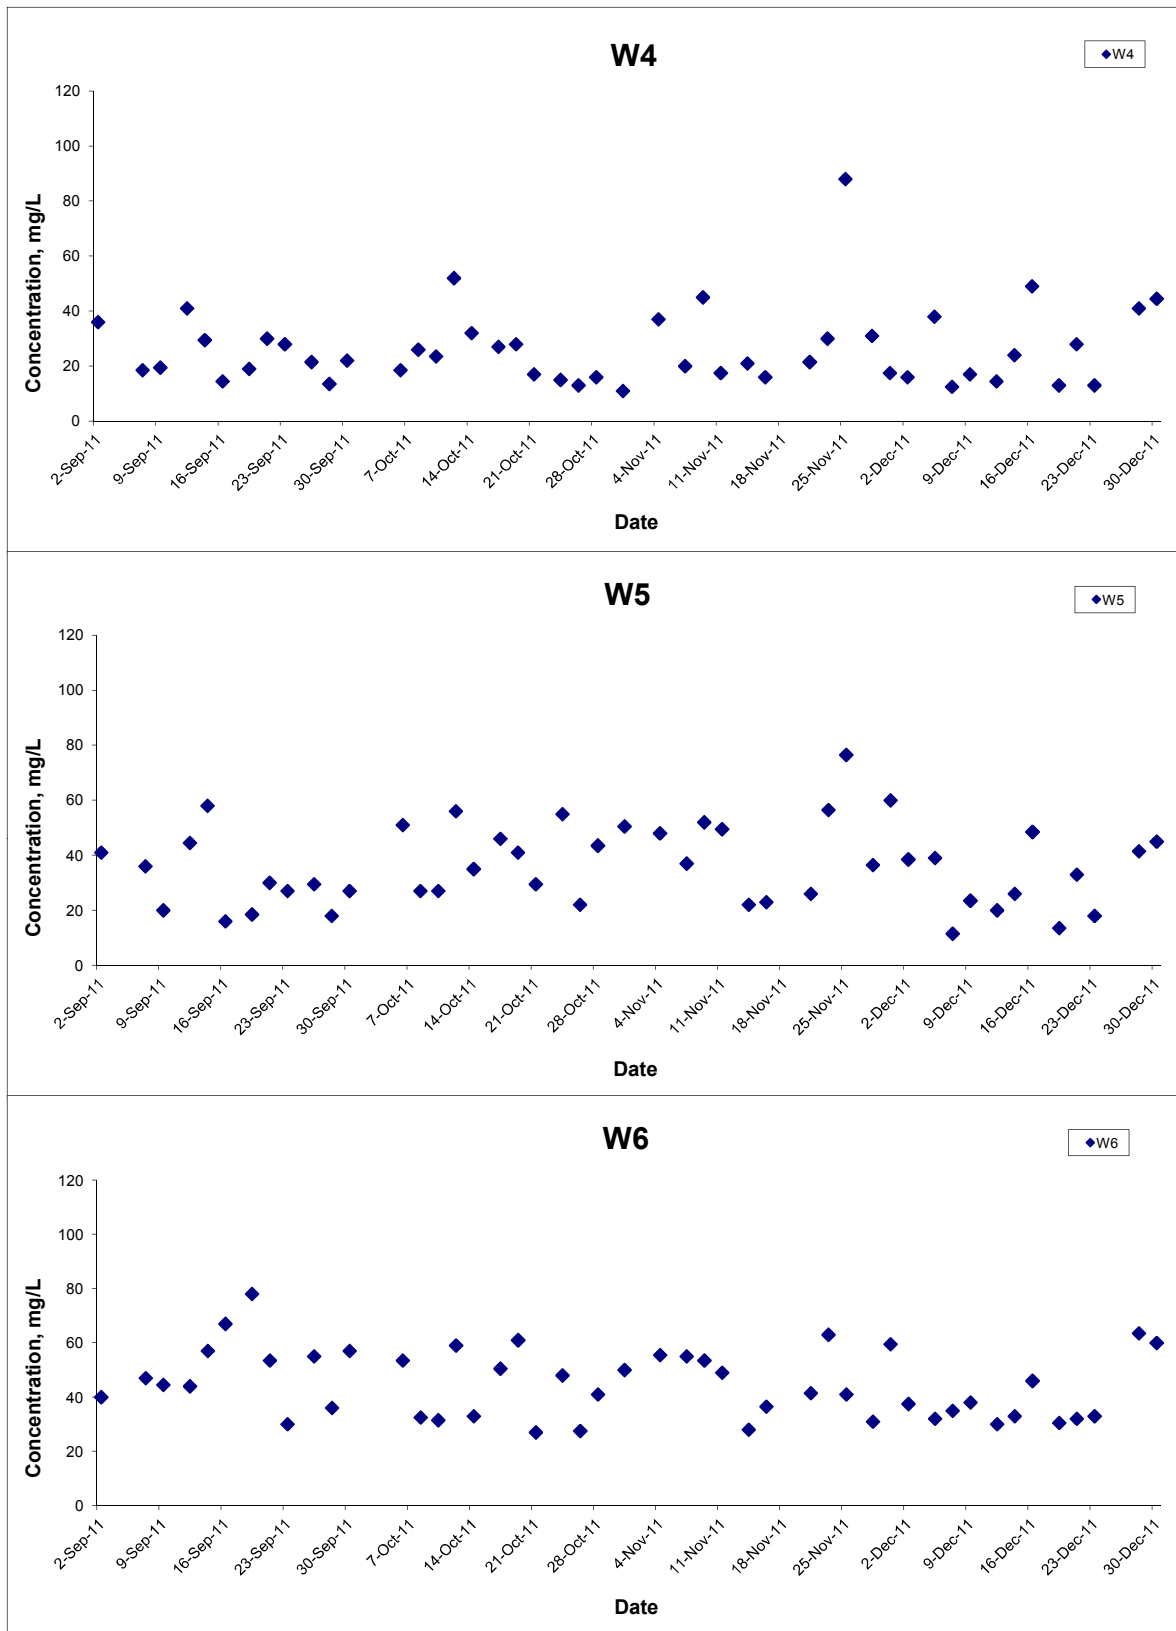 W4
W4
120
100
80
60
40
20
0
Concentration, mg/L
2-Sep-11
9-Sep-11
16-Sep-11
23-Sep-11
30-Sep-11
7-Oct-11
14-Oct-11
21-Oct-11
28-Oct-11
4-Nov-11
11-Nov-11
18-Nov-11
25-Nov-11
2-Dec-11
9-Dec-11
16-Dec-11
23-Dec-11
30-Dec-11
Date
W5
W5
120
100
80
60
40
20
0
Concentration, mg/L
2-Sep-11
9-Sep-11
16-Sep-11
23-Sep-11
30-Sep-11
7-Oct-11
14-Oct-11
21-Oct-11
28-Oct-11
4-Nov-11
11-Nov-11
18-Nov-11
25-Nov-11
2-Dec-11
9-Dec-11
16-Dec-11
23-Dec-11
30-Dec-11
Date
W6
W6
120
100
80
60
40
20
0
Concentration, mg/L
2-Sep-11
9-Sep-11
16-Sep-11
23-Sep-11
30-Sep-11
7-Oct-11
14-Oct-11
21-Oct-11
28-Oct-11
4-Nov-11
11-Nov-11
18-Nov-11
25-Nov-11
2-Dec-11
9-Dec-11
16-Dec-11
23-Dec-11
30-Dec-11
Date